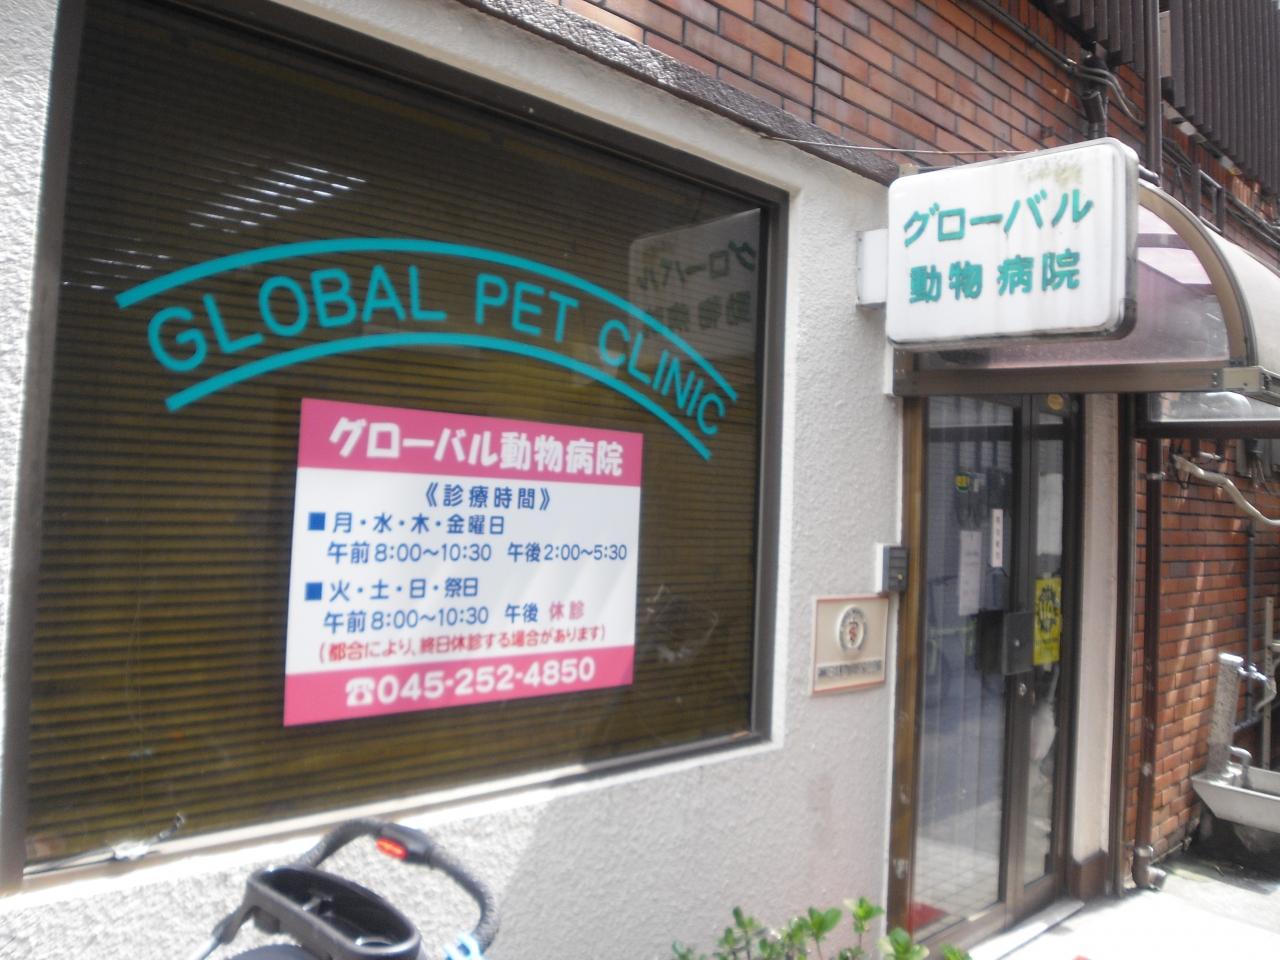 GLOBAL PET CLINIC
グローバル
動物病院
グローバル動物病院
《診療時間》
■月・水・木・金曜日
午前8:00～10:30 午後2:00～5:30
■火・土・日・祭日
午前8:00～10:30 午後 休診
(都合により、終日休診する場合があります)
☎045-252-4850